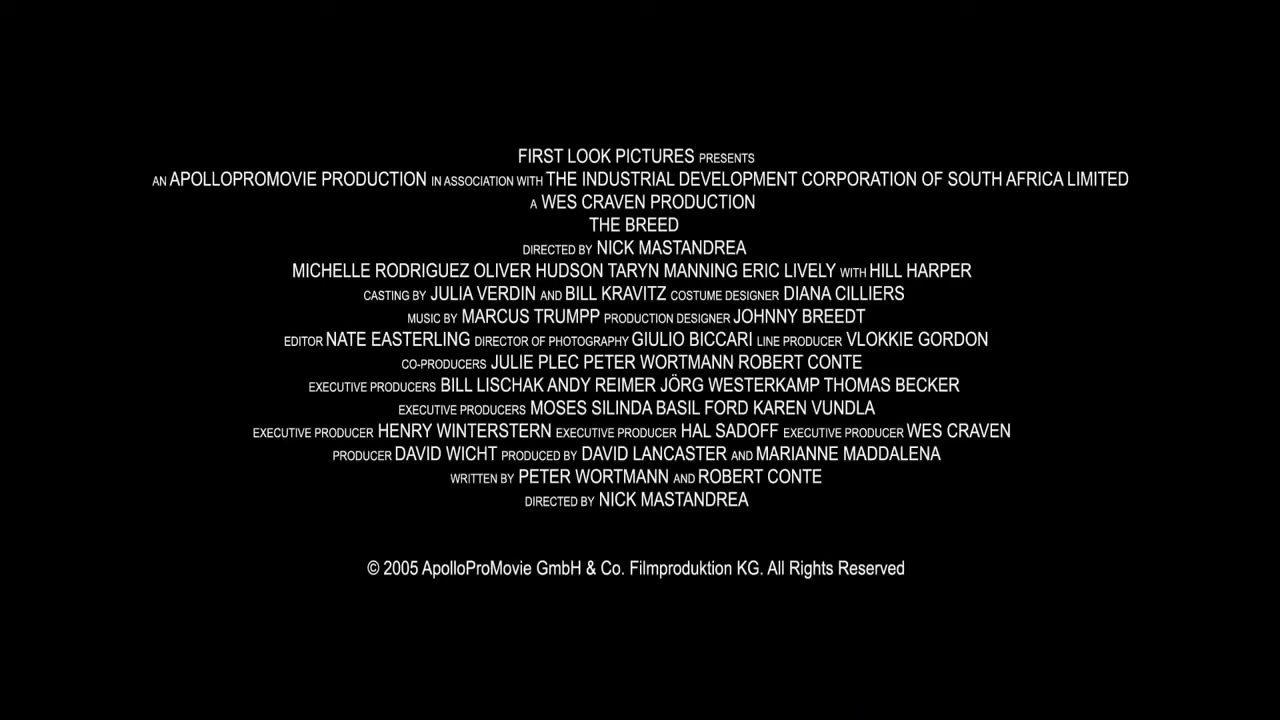 FIRST LOOK PICTURES PRESENTS
AN APOLLOPROMOVIE PRODUCTION IN ASSOCIATION WITH THE INDUSTRIAL DEVELOPMENT CORPORATION OF SOUTH AFRICA LIMITED
A WES CRAVEN PRODUCTION
THE BREED
DIRECTED BY NICK MASTANDREA
MICHELLE RODRIGUEZ OLIVER HUDSON TARYN MANNING ERIC LIVELY WITH HILL HARPER
CASTING BY JULIA VERDIN AND BILL KRAVITZ COSTUME DESIGNER DIANA CILLIERS
MUSIC BY MARCUS TRUMPP PRODUCTION DESIGNER JOHNNY BREEDT
EDITOR NATE EASTERLING DIRECTOR OF PHOTOGRAPHY GIULIO BICCARI LINE PRODUCER VLOKKIE GORDON
CO-PRODUCERS JULIE PLEC PETER WORTMANN ROBERT CONTE
EXECUTIVE PRODUCERS BILL LISCHAK ANDY REIMER JÖRG WESTERKAMP THOMAS BECKER
EXECUTIVE PRODUCERS MOSES SILINDA BASIL FORD KAREN VUNDLA
EXECUTIVE PRODUCER HENRY WINTERSTERN EXECUTIVE PRODUCER HAL SADOFF EXECUTIVE PRODUCER WES CRAVEN
PRODUCER DAVID WICHT PRODUCED BY DAVID LANCASTER AND MARIANNE MADDALENA
WRITTEN BY PETER WORTMANN AND ROBERT CONTE
DIRECTED BY NICK MASTANDREA
© 2005 ApolloProMovie GmbH & Co. Filmproduktion KG. All Rights Reserved